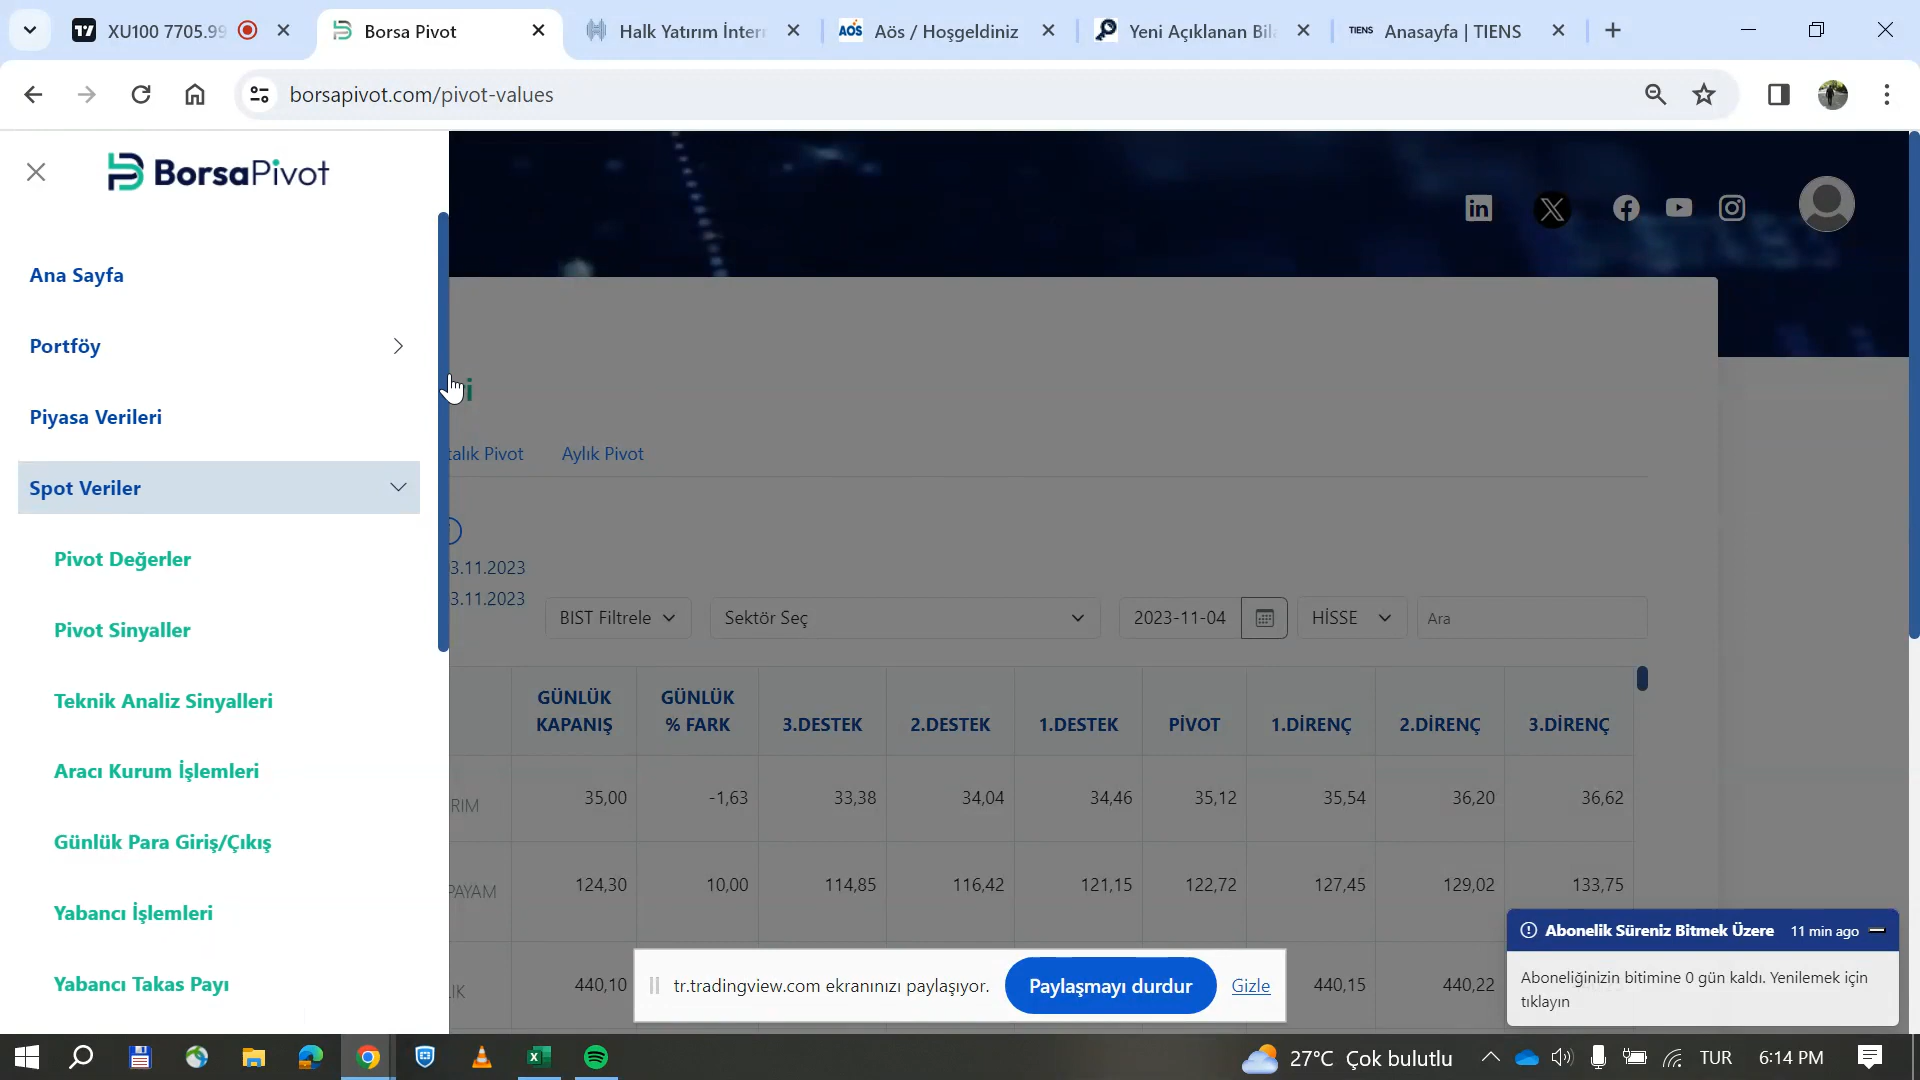 XU100 7705.99
Borsa Pivot
Halk Yatırım İnter
AÖS
Aös / Hoşgeldiniz
Yeni Açıklanan Bil
TIENS
Anasayfa | TIENS
borsapivot.com/pivot-values
BorsaPivot
Ana Sayfa
Portföy
Piyasa Verileri
Spot Veriler
Pivot Değerler
Pivot Sinyaller
Teknik Analiz Sinyalleri
Aracı Kurum İşlemleri
Günlük Para Giriş/Çıkış
Yabancı İşlemleri
Yabancı Takas Payı
talık Pivot
Aylık Pivot
3.11.2023
3.11.2023
BIST Filtrele
Sektör Seç
2023-11-04
HİSSE
Ara
GÜNLÜK KAPANIŞ
GÜNLÜK % FARK
3.DESTEK
2.DESTEK
1.DESTEK
PİVOT
1.DİRENÇ
2.DİRENÇ
3.DİRENÇ
RIM 35,00 -1,63 33,38 34,04 34,46 35,12 35,54 36,20 36,62
PAYAM 124,30 10,00 114,85 116,42 121,15 122,72 127,45 129,02 133,75
IK 440,10 440,15 440,22
tr.tradingview.com ekranınızı paylaşıyor.
Paylaşmayı durdur
Gizle
Abonelik Süreniz Bitmek Üzere
11 min ago
Aboneliğinizin bitimine 0 gün kaldı. Yenilemek için
tıklayın
27°C Çok bulutlu
TUR
6:14 PM